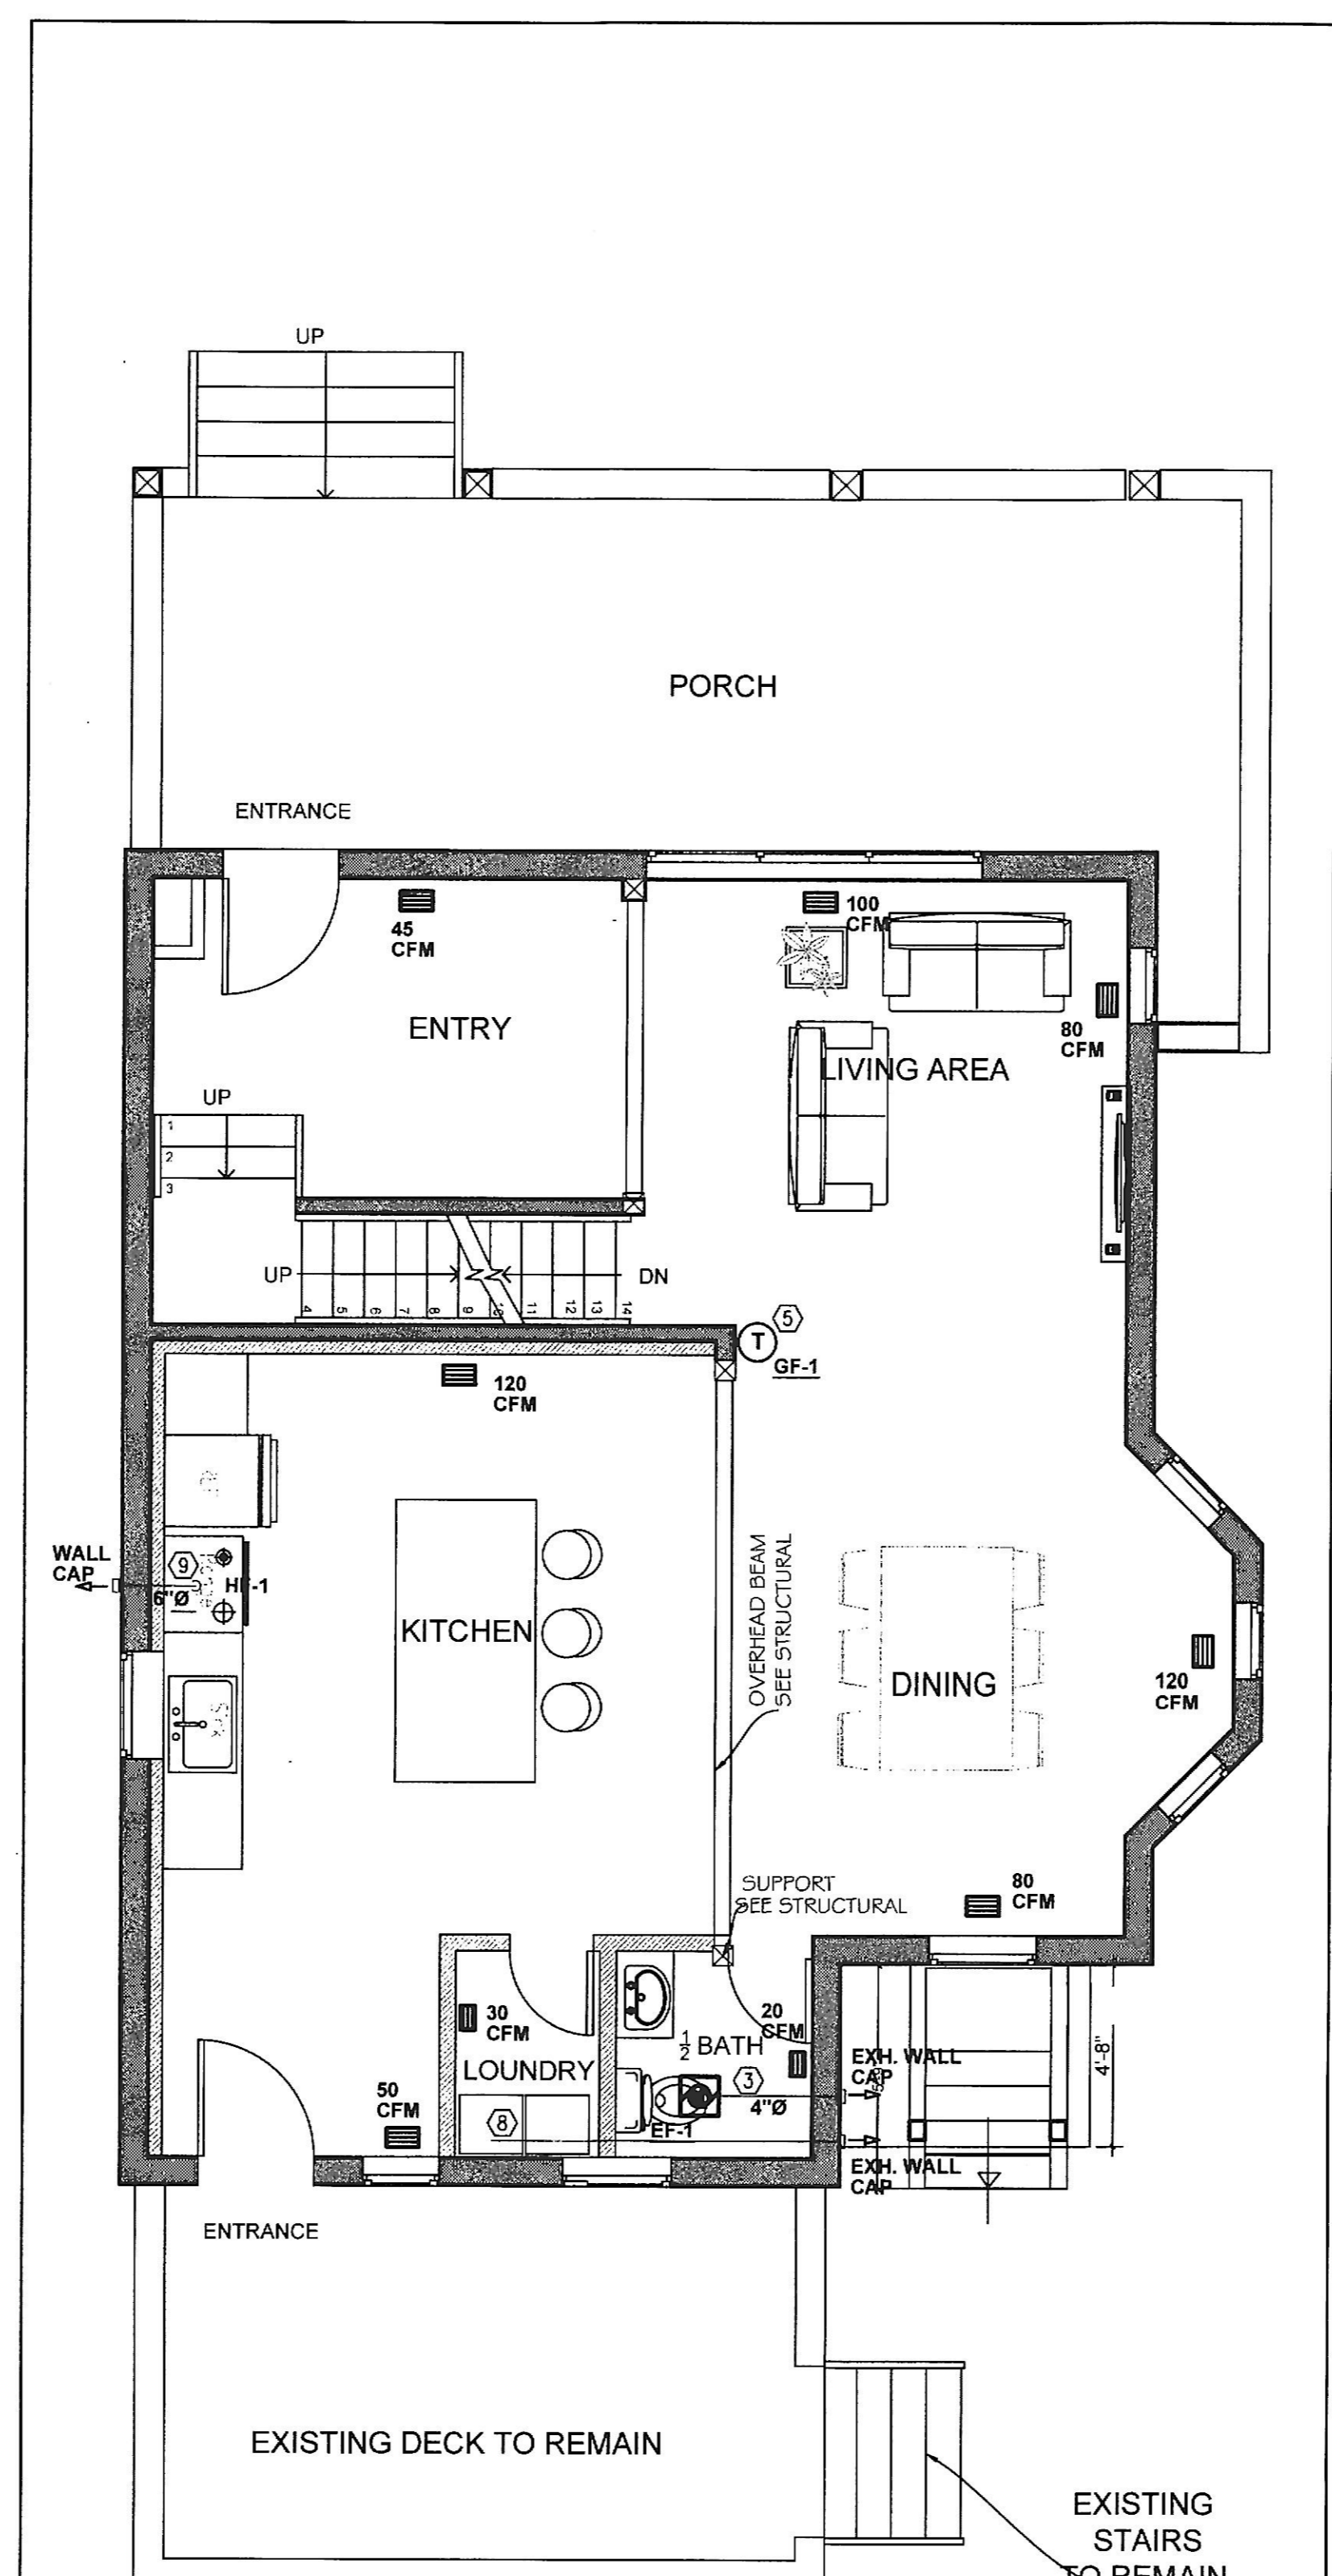 UP
PORCH
ENTRANCE
45
CFM
100
CFM
ENTRY
80
CFM
LIVING AREA
UP
1
2
3
UP
DN
4
5
6
7
8
9
10
11
12
13
14
T
5
GF-1
120
CFM
WALL
CAP
9
6"Ø
KITCHEN
OVERHEAD BEAM
SEE STRUCTURAL
DINING
120
CFM
SUPPORT
SEE STRUCTURAL
80
CFM
30
CFM
20
CFM
LOUNDRY
1/2 BATH
EXH. WALL
CAP
4'-8"
3
4"Ø
50
CFM
8
EF-1
EXH. WALL
CAP
ENTRANCE
EXISTING DECK TO REMAIN
EXISTING
STAIRS
TO REMAIN